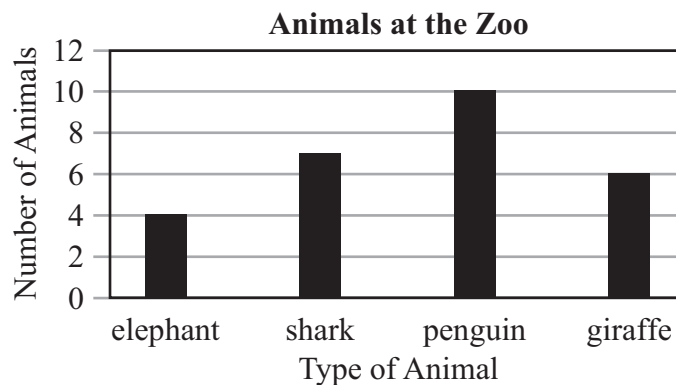 Animals at the Zoo
Number of Animals
12
10
8
6
4
2
0
elephant shark penguin giraffe
Type of Animal